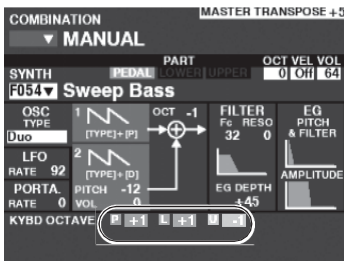 MASTER TRANSPOSE +5
COMBINATION
▼ MANUAL
PART OCT VEL VOL
SYNTH PEDAL LOWER UPPER 0 Off 64
F054▼ Sweep Bass
OSC TYPE
Duo
1 [TYPE]+[P]
OCT -1
FILTER
Fc RESO
32 0
EG
PITCH & FILTER
LFO
RATE 92
2 [TYPE]+[D]
AMPLITUDE
PORTA.
RATE 0
PITCH -12
VOL 0
EG DEPTH
+45
KYBD OCTAVE P +1 L +1 U -1